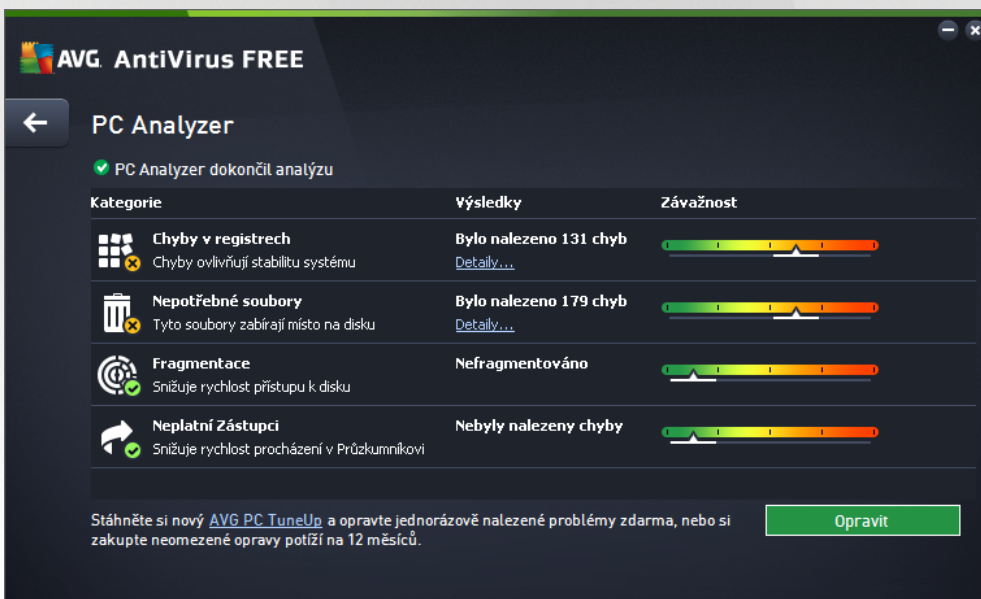 AVG. AntiVirus FREE
PC Analyzer
PC Analyzer dokončil analýzu
Kategorie Výsledky Závažnost
Chyby v registrech Bylo nalezeno 131 chyb
Chyby ovlivňují stabilitu systému Detaily...
Nepotřebné soubory Bylo nalezeno 179 chyb
Tyto soubory zabírají místo na disku Detaily...
Fragmentace Nefragmentováno
Snižuje rychlost přístupu k disku
Neplatní Zástupci Nebyly nalezeny chyby
Snižuje rychlost procházení v Průzkumníkovi
Stáhněte si nový AVG PC TuneUp a opravte jednorázově nalezené problémy zdarma, nebo si
zakupte neomezené opravy potíží na 12 měsíců.
Opravit